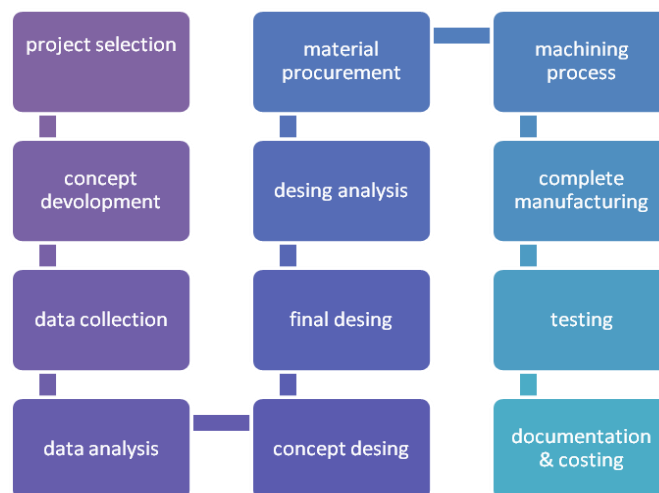 project selection
concept
devolopment
data collection
data analysis
concept desing
final desing
desing analysis
material
procurement
machining
process
complete
manufacturing
testing
documentation
& costing